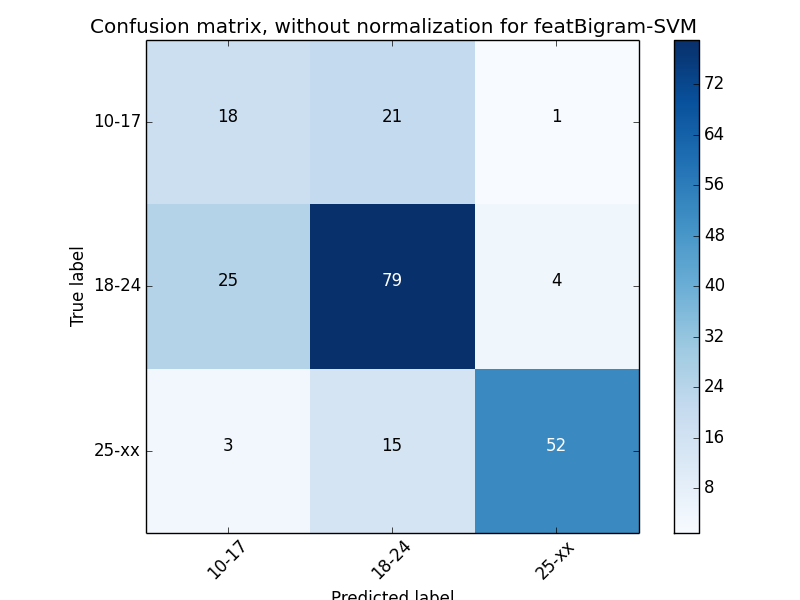 Confusion matrix, without normalization for featBigram-SVM
10-17 18 21 1
18-24 25 79 4
25-xx 3 15 52
10-17 18-24 25-xx
True label
Predicted label
72
64
56
48
40
32
24
16
8